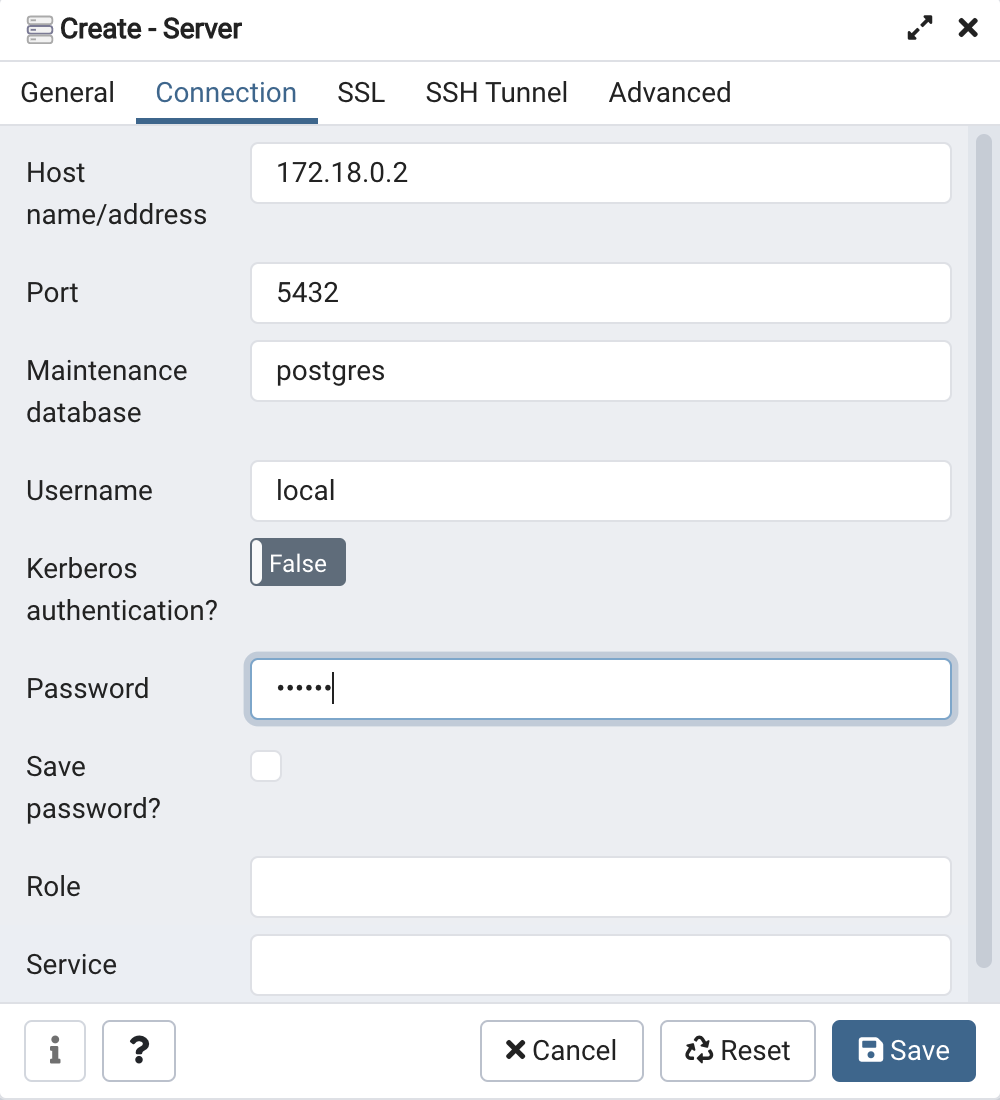 Create - Server
General Connection SSL SSH Tunnel Advanced
Host 172.18.0.2
name/address
Port 5432
Maintenance postgres
database
Username local
Kerberos False
authentication?
Password ••••••
Save
password?
Role
Service
i ? Cancel Reset Save